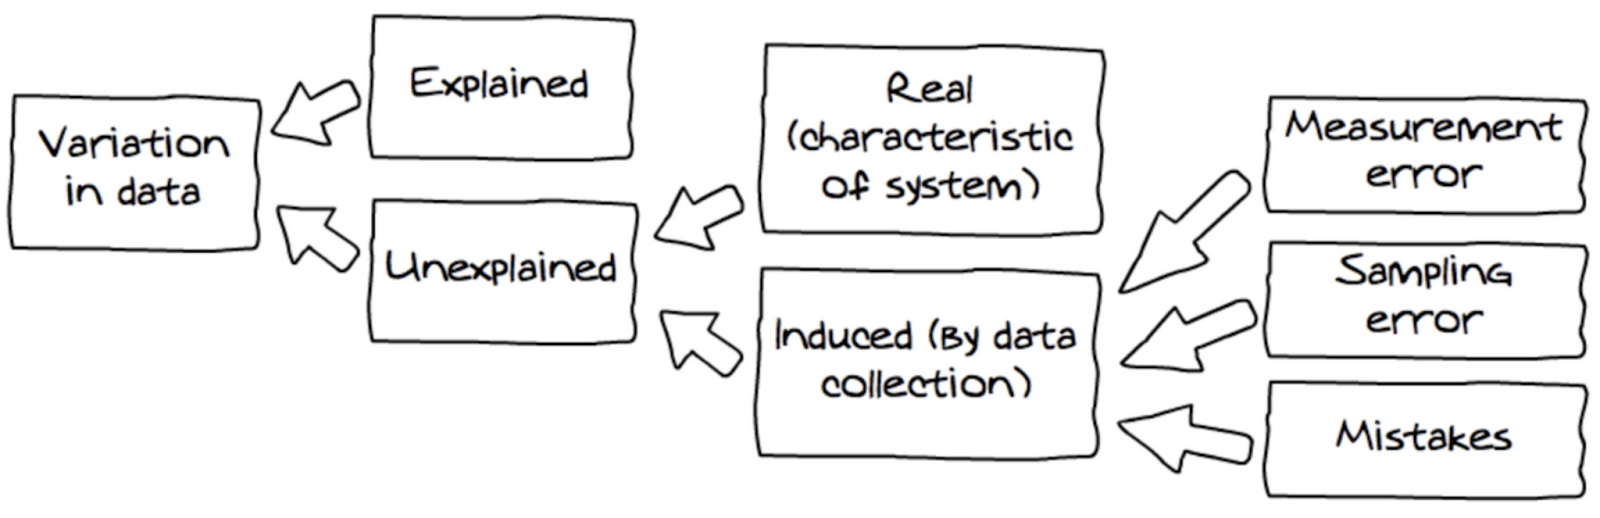 Variation
in data
Explained
Unexplained
Real
(characteristic
of system)
Induced (By data
collection)
Measurement
error
Sampling
error
Mistakes